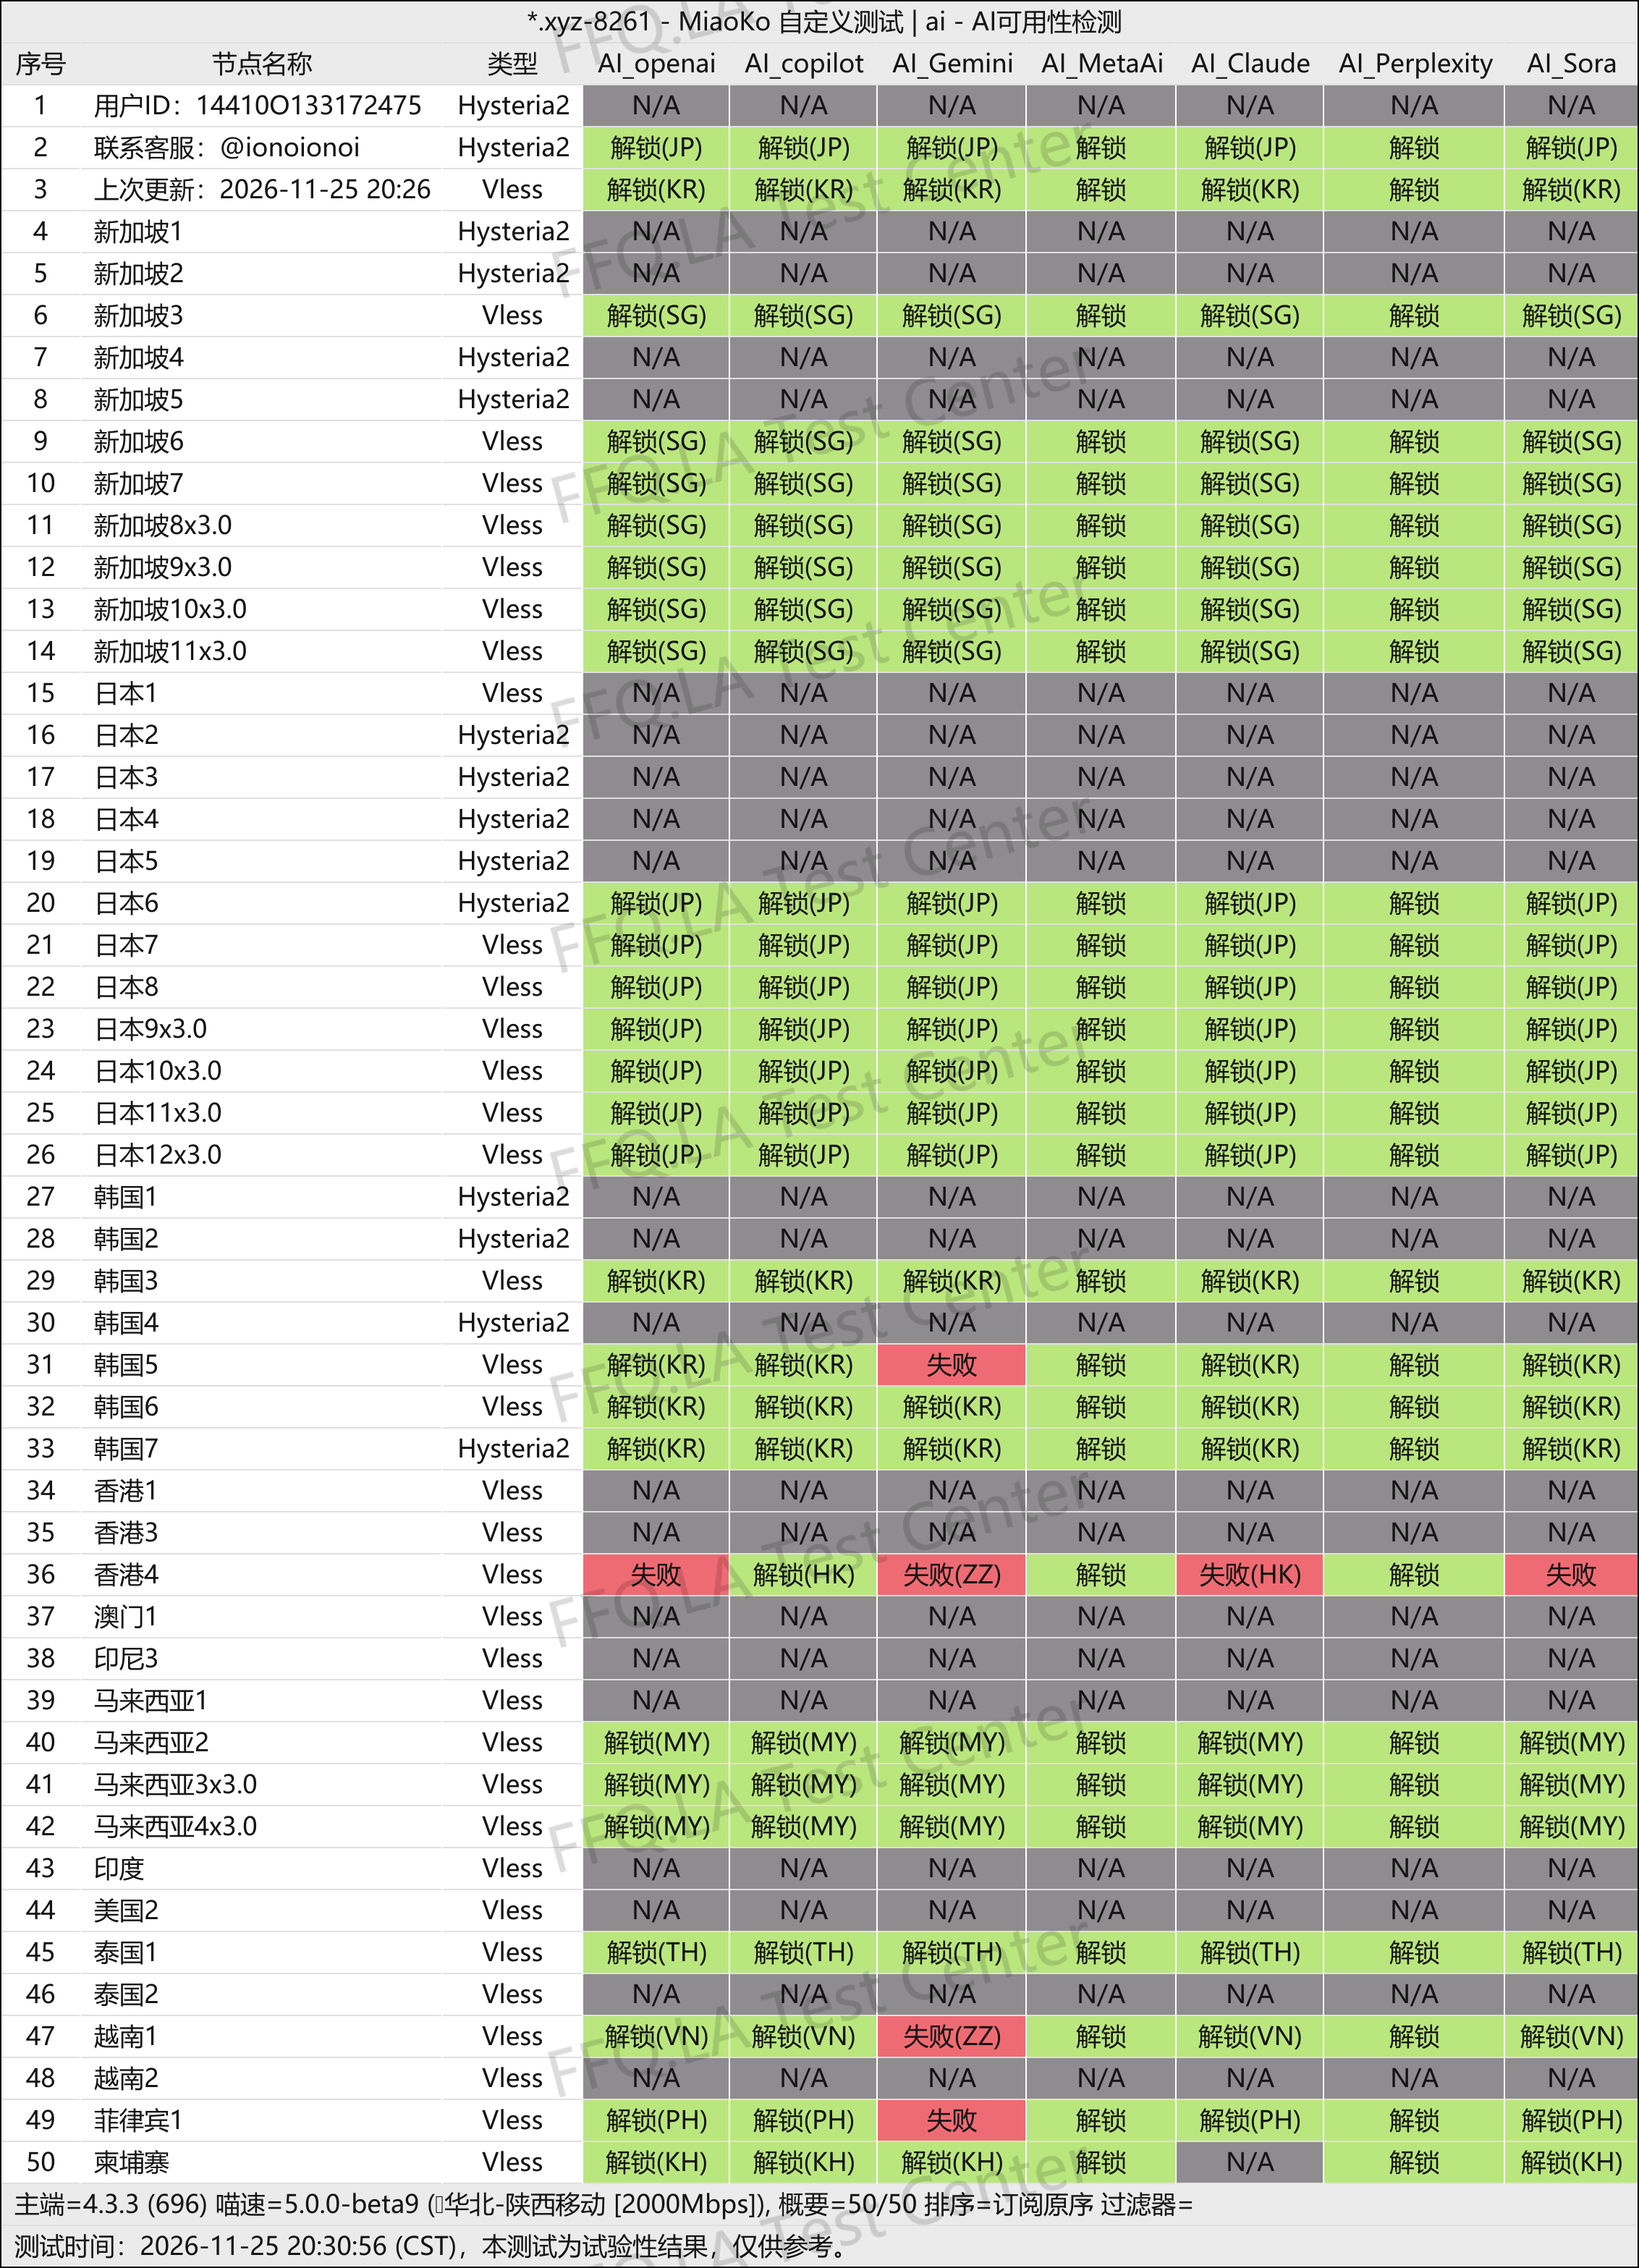 *.xyz-8261 - MiaoKo 自定义测试 | ai - AI可用性检测
序号 节点名称 类型 AI_openai AI_copilot AI_Gemini AI_MetaAi AI_Claude AI_Perplexity AI_Sora
1 用户ID：14410O133172475 Hysteria2 N/A N/A N/A N/A N/A N/A N/A
2 联系客服：@ionoionoi Hysteria2 解锁(JP) 解锁(JP) 解锁(JP) 解锁 解锁(JP) 解锁 解锁(JP)
3 上次更新：2026-11-25 20:26 Vless 解锁(KR) 解锁(KR) 解锁(KR) 解锁 解锁(KR) 解锁 解锁(KR)
4 新加坡1 Hysteria2 N/A N/A N/A N/A N/A N/A N/A
5 新加坡2 Hysteria2 N/A N/A N/A N/A N/A N/A N/A
6 新加坡3 Vless 解锁(SG) 解锁(SG) 解锁(SG) 解锁 解锁(SG) 解锁 解锁(SG)
7 新加坡4 Hysteria2 N/A N/A N/A N/A N/A N/A N/A
8 新加坡5 Hysteria2 N/A N/A N/A N/A N/A N/A N/A
9 新加坡6 Vless 解锁(SG) 解锁(SG) 解锁(SG) 解锁 解锁(SG) 解锁 解锁(SG)
10 新加坡7 Vless 解锁(SG) 解锁(SG) 解锁(SG) 解锁 解锁(SG) 解锁 解锁(SG)
11 新加坡8x3.0 Vless 解锁(SG) 解锁(SG) 解锁(SG) 解锁 解锁(SG) 解锁 解锁(SG)
12 新加坡9x3.0 Vless 解锁(SG) 解锁(SG) 解锁(SG) 解锁 解锁(SG) 解锁 解锁(SG)
13 新加坡10x3.0 Vless 解锁(SG) 解锁(SG) 解锁(SG) 解锁 解锁(SG) 解锁 解锁(SG)
14 新加坡11x3.0 Vless 解锁(SG) 解锁(SG) 解锁(SG) 解锁 解锁(SG) 解锁 解锁(SG)
15 日本1 Vless N/A N/A N/A N/A N/A N/A N/A
16 日本2 Hysteria2 N/A N/A N/A N/A N/A N/A N/A
17 日本3 Hysteria2 N/A N/A N/A N/A N/A N/A N/A
18 日本4 Hysteria2 N/A N/A N/A N/A N/A N/A N/A
19 日本5 Hysteria2 N/A N/A N/A N/A N/A N/A N/A
20 日本6 Hysteria2 解锁(JP) 解锁(JP) 解锁(JP) 解锁 解锁(JP) 解锁 解锁(JP)
21 日本7 Vless 解锁(JP) 解锁(JP) 解锁(JP) 解锁 解锁(JP) 解锁 解锁(JP)
22 日本8 Vless 解锁(JP) 解锁(JP) 解锁(JP) 解锁 解锁(JP) 解锁 解锁(JP)
23 日本9x3.0 Vless 解锁(JP) 解锁(JP) 解锁(JP) 解锁 解锁(JP) 解锁 解锁(JP)
24 日本10x3.0 Vless 解锁(JP) 解锁(JP) 解锁(JP) 解锁 解锁(JP) 解锁 解锁(JP)
25 日本11x3.0 Vless 解锁(JP) 解锁(JP) 解锁(JP) 解锁 解锁(JP) 解锁 解锁(JP)
26 日本12x3.0 Vless 解锁(JP) 解锁(JP) 解锁(JP) 解锁 解锁(JP) 解锁 解锁(JP)
27 韩国1 Hysteria2 N/A N/A N/A N/A N/A N/A N/A
28 韩国2 Hysteria2 N/A N/A N/A N/A N/A N/A N/A
29 韩国3 Vless 解锁(KR) 解锁(KR) 解锁(KR) 解锁 解锁(KR) 解锁 解锁(KR)
30 韩国4 Hysteria2 N/A N/A N/A N/A N/A N/A N/A
31 韩国5 Vless 解锁(KR) 解锁(KR) 失败 解锁 解锁(KR) 解锁 解锁(KR)
32 韩国6 Vless 解锁(KR) 解锁(KR) 解锁(KR) 解锁 解锁(KR) 解锁 解锁(KR)
33 韩国7 Hysteria2 解锁(KR) 解锁(KR) 解锁(KR) 解锁 解锁(KR) 解锁 解锁(KR)
34 香港1 Vless N/A N/A N/A N/A N/A N/A N/A
35 香港3 Vless N/A N/A N/A N/A N/A N/A N/A
36 香港4 Vless 失败 解锁(HK) 失败(ZZ) 解锁 失败(HK) 解锁 失败
37 澳门1 Vless N/A N/A N/A N/A N/A N/A N/A
38 印尼3 Vless N/A N/A N/A N/A N/A N/A N/A
39 马来西亚1 Vless N/A N/A N/A N/A N/A N/A N/A
40 马来西亚2 Vless 解锁(MY) 解锁(MY) 解锁(MY) 解锁 解锁(MY) 解锁 解锁(MY)
41 马来西亚3x3.0 Vless 解锁(MY) 解锁(MY) 解锁(MY) 解锁 解锁(MY) 解锁 解锁(MY)
42 马来西亚4x3.0 Vless 解锁(MY) 解锁(MY) 解锁(MY) 解锁 解锁(MY) 解锁 解锁(MY)
43 印度 Vless N/A N/A N/A N/A N/A N/A N/A
44 美国2 Vless N/A N/A N/A N/A N/A N/A N/A
45 泰国1 Vless 解锁(TH) 解锁(TH) 解锁(TH) 解锁 解锁(TH) 解锁 解锁(TH)
46 泰国2 Vless N/A N/A N/A N/A N/A N/A N/A
47 越南1 Vless 解锁(VN) 解锁(VN) 失败(ZZ) 解锁 解锁(VN) 解锁 解锁(VN)
48 越南2 Vless N/A N/A N/A N/A N/A N/A N/A
49 菲律宾1 Vless 解锁(PH) 解锁(PH) 失败 解锁 解锁(PH) 解锁 解锁(PH)
50 柬埔寨 Vless 解锁(KH) 解锁(KH) 解锁(KH) 解锁 N/A 解锁 解锁(KH)
主端=4.3.3 (696) 喵速=5.0.0-beta9 (华北-陕西移动 [2000Mbps]), 概要=50/50 排序=订阅原序 过滤器=
测试时间：2026-11-25 20:30:56 (CST)，本测试为试验性结果，仅供参考。
FFQ.LA Test Center